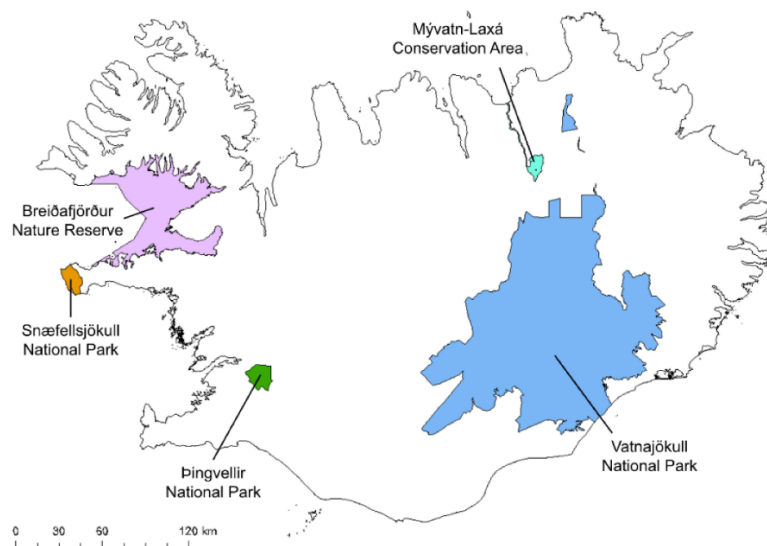 Mývatn-Laxá
Conservation Area
Breiðafjörður
Nature Reserve
Snæfellsjökull
National Park
Þingvellir
National Park
Vatnajökull
National Park
0 30 60 120 km